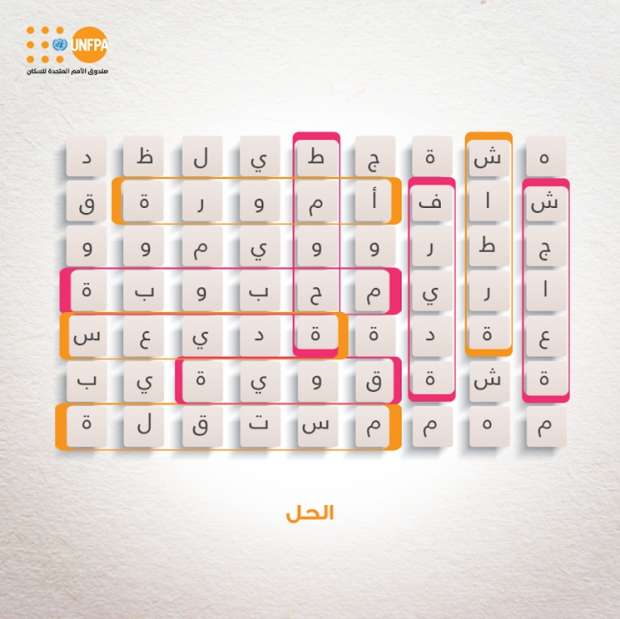 UNFPA
صندوق الأمم المتحدة للسكان
ه ش ة ج ط ي ل ظ د
ش ا ف أ م و ر ة ق
ج ط ر و و ي م و و
ا ر ي م ح ب و ب ة
ع ة د ة ة د ي ع س
ة ش ة ق و ي ة ي ب
م ه م م س ت ق ل ة
الحل